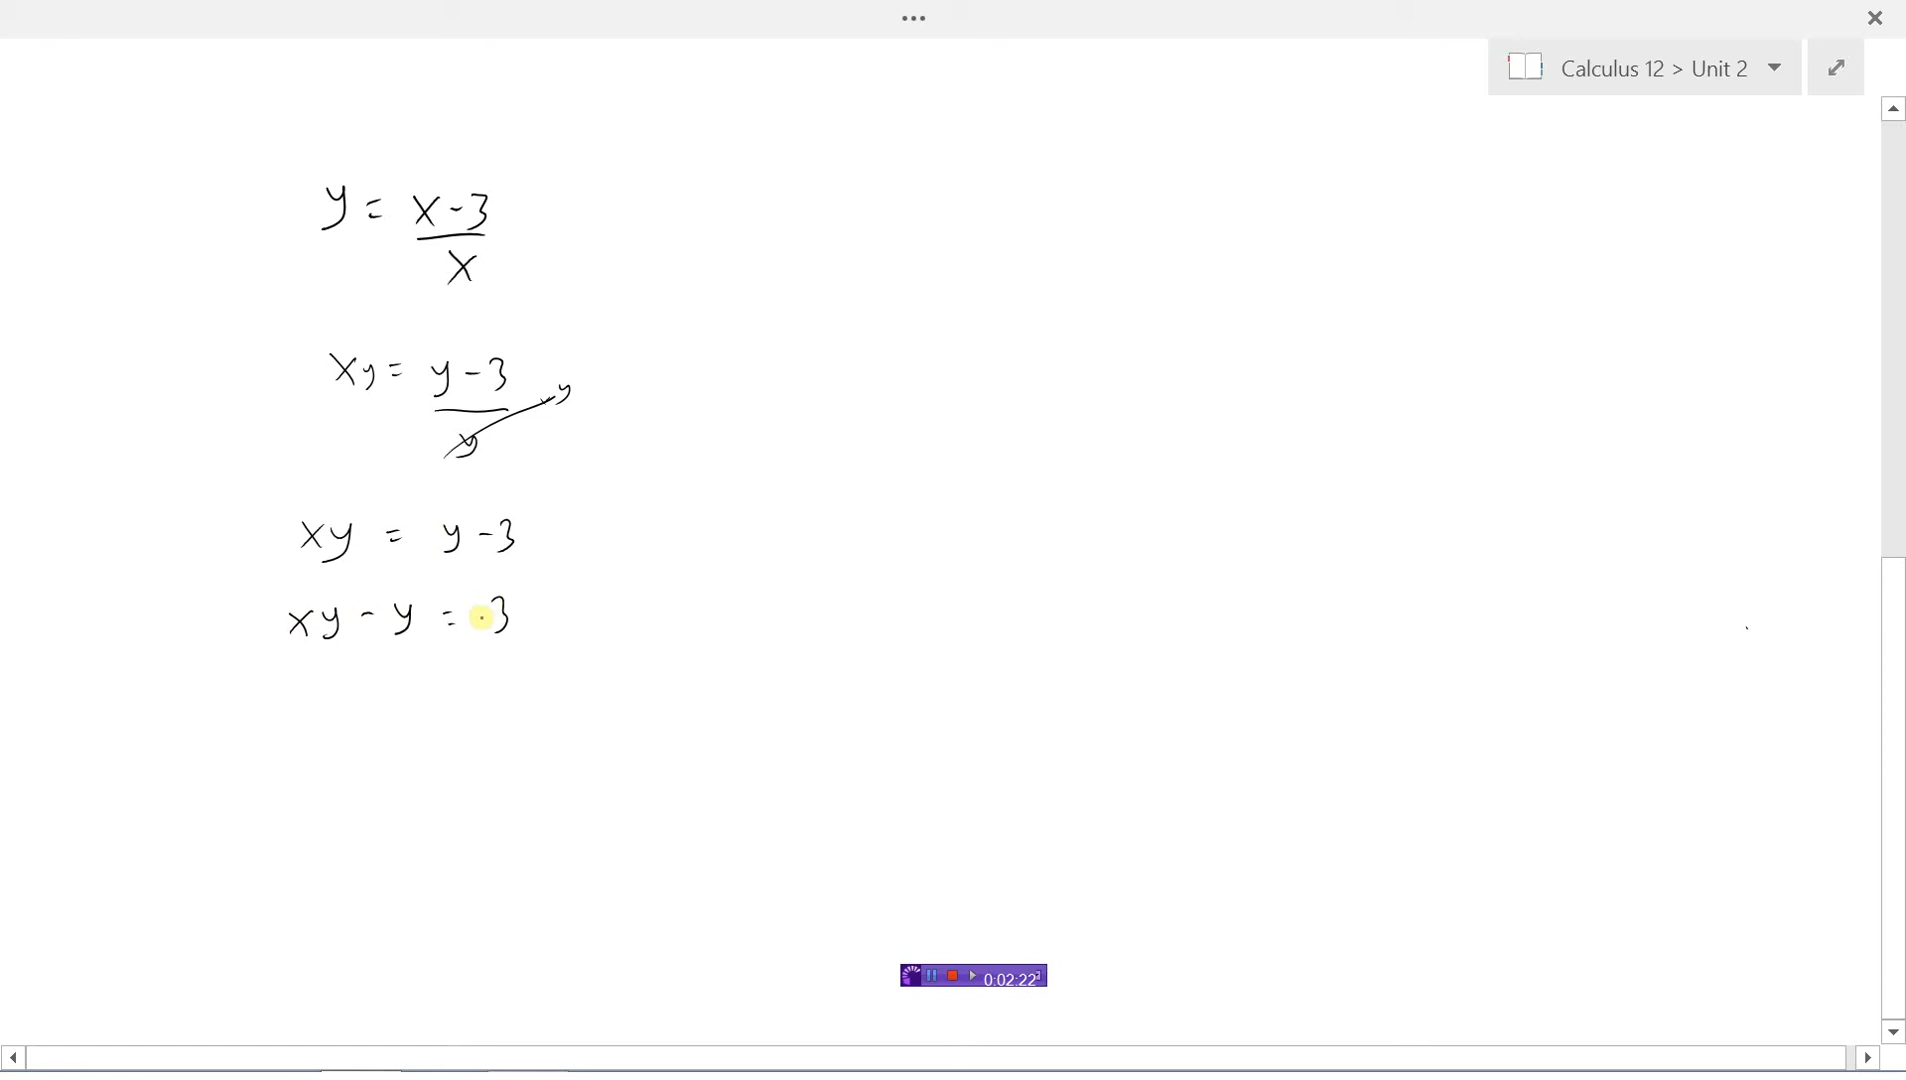 ...
Calculus 12 > Unit 2
y = x - 3
x
xy = y - 3
y
y
xy = y - 3
xy - y = 3
0:02:22